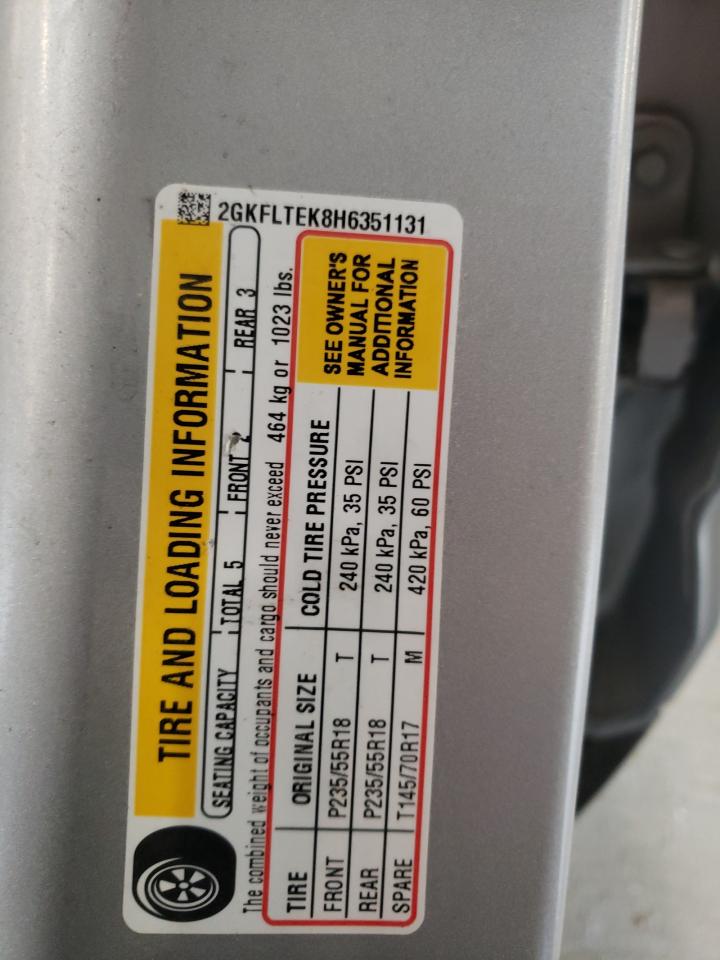 2GKFLTEK8H6351131
TIRE AND LOADING INFORMATION
SEATING CAPACITY TOTAL 5 FRONT 2 REAR 3
The combined weight of occupants and cargo should never exceed 464 kg or 1023 lbs.
TIRE ORIGINAL SIZE COLD TIRE PRESSURE
FRONT P235/55R18 T 240 kPa, 35 PSI
REAR P235/55R18 T 240 kPa, 35 PSI
SPARE T145/70R17 M 420 kPa, 60 PSI
SEE OWNER'S
MANUAL FOR
ADDITIONAL
INFORMATION